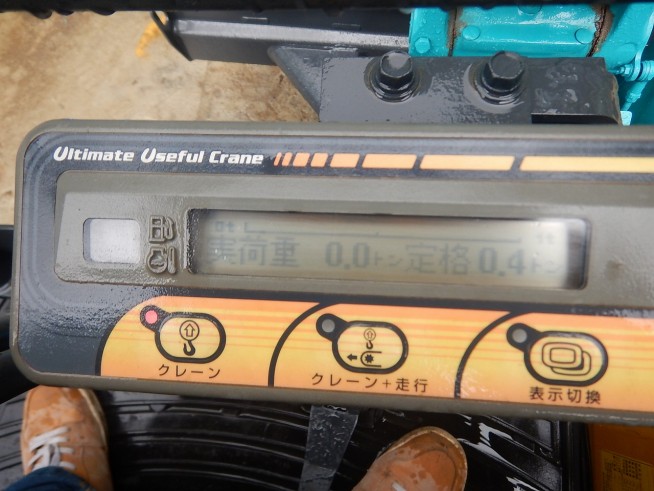 Ultimate Useful Crane
0t
実荷重 0.0トン 定格 0.4トン
クレーン クレーン+走行 表示切換